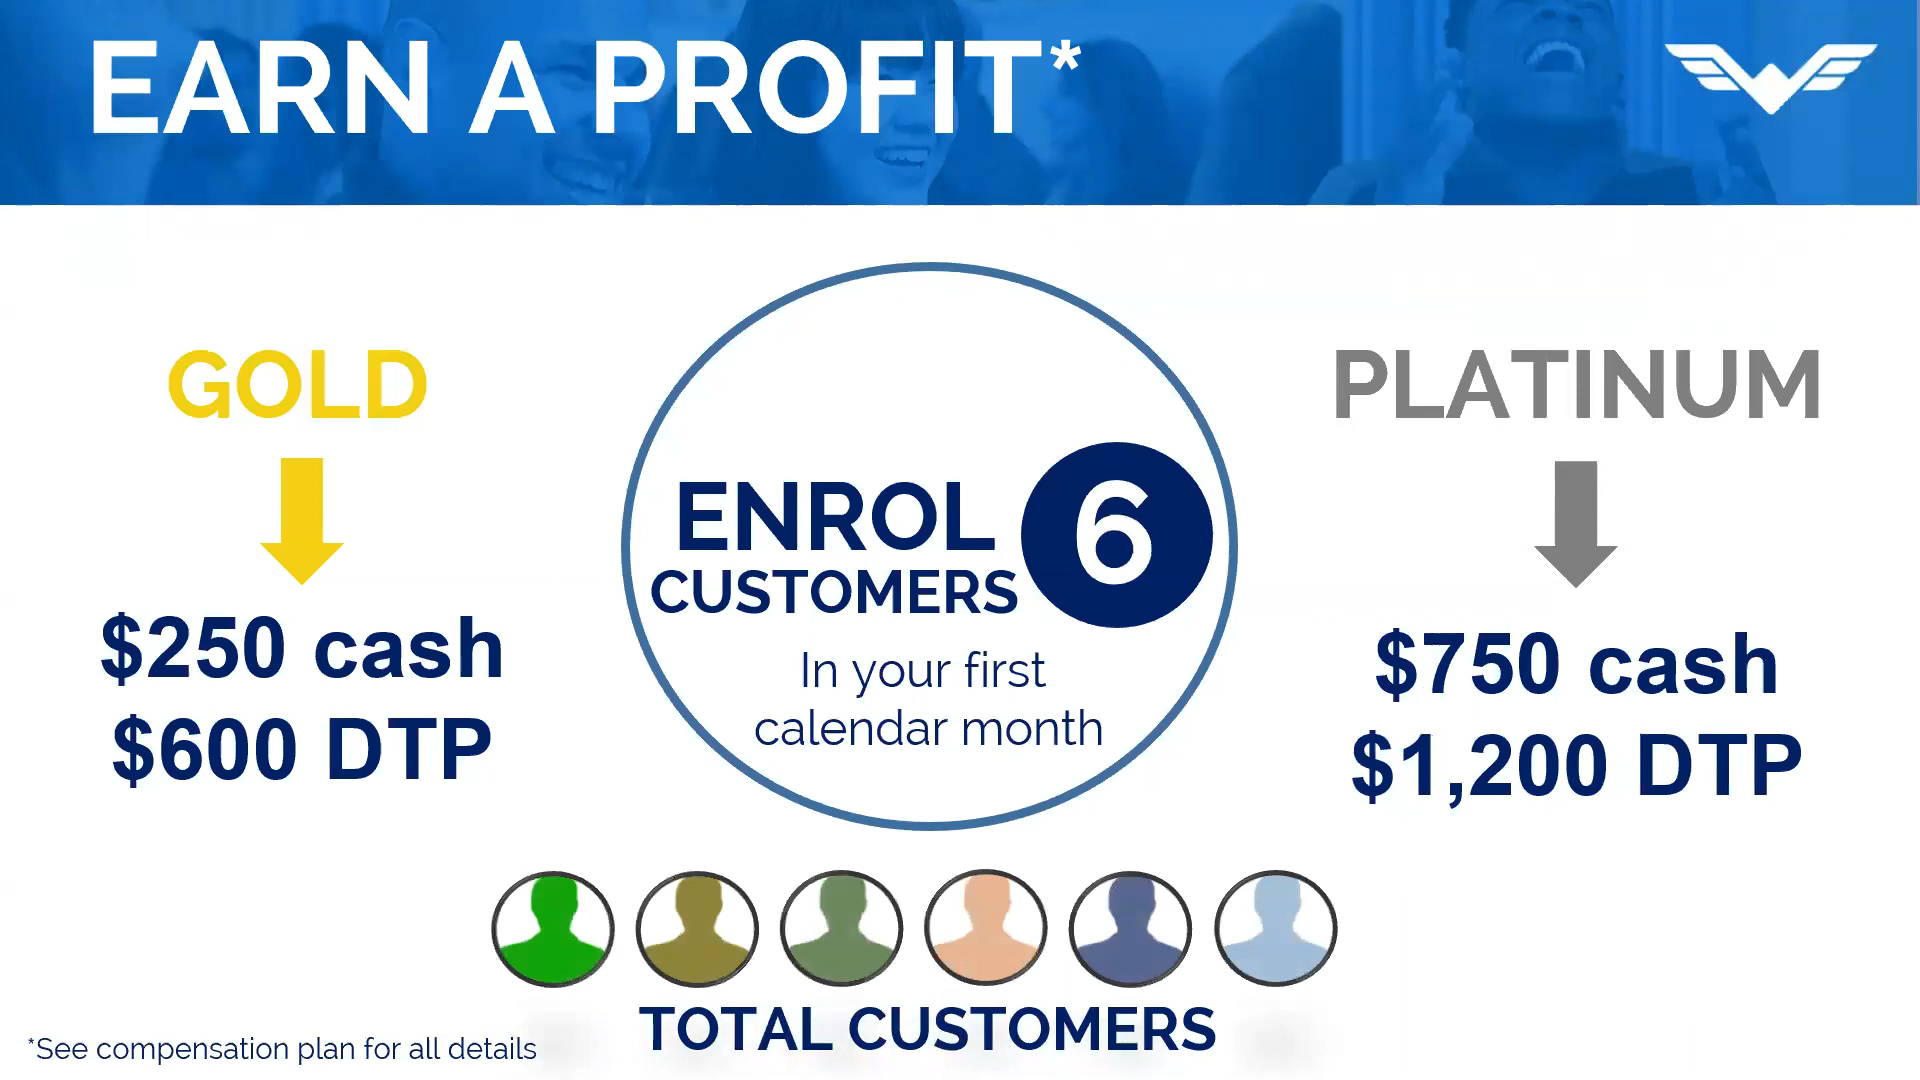 EARN A PROFIT*
GOLD
$250 cash
$600 DTP
ENROL
CUSTOMERS
6
In your first
calendar month
PLATINUM
$750 cash
$1,200 DTP
TOTAL CUSTOMERS
*See compensation plan for all details